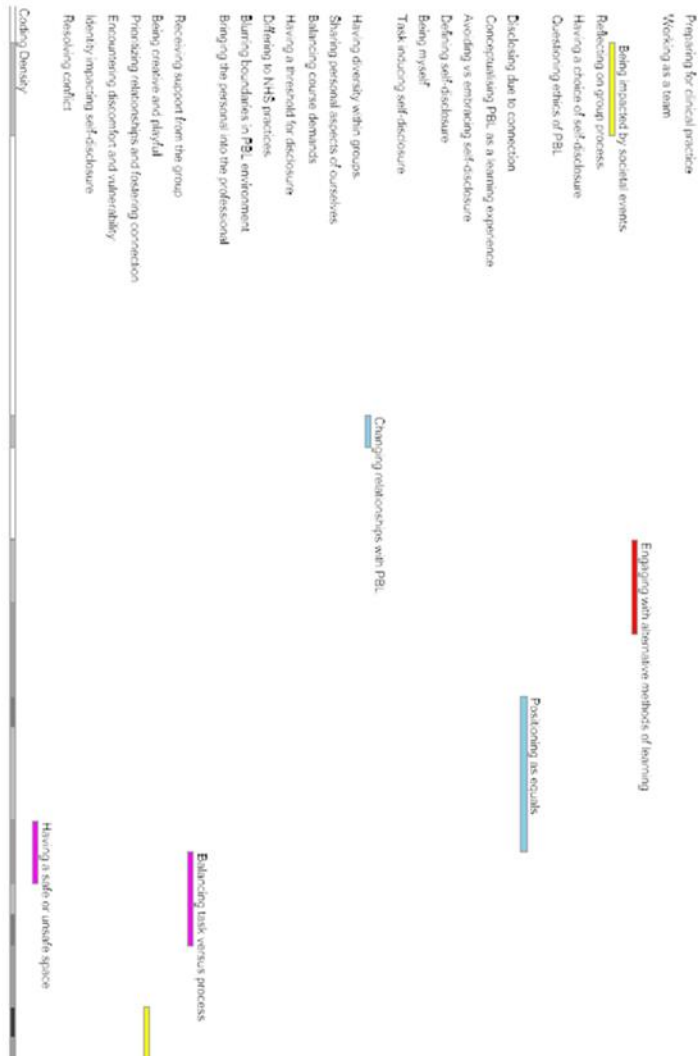 Preparing for clinical practice
Working as a team
Engaging with alternative methods of learning
Being impacted by societal events
Reflecting on group process
Having a choice of self-disclosure
Questioning ethics of PBL
Positioning as equals
Disclosing due to connection
Conceptualising PBL as a learning experience
Avoiding vs embracing self-disclosure
Defining self-disclosure
Being myself
Task inducing self-disclosure
Changing relationships with PBL
Having diversity within groups
Sharing personal aspects of ourselves
Balancing course demands
Having a threshold for disclosure
Differing to NHS practices
Blurring boundaries in PBL environment
Bringing the personal into the professional
Balancing task versus process
Receiving support from the group
Being creative and playful
Prioritizing relationships and fostering connection
Encountering discomfort and vulnerability
Identity impacting self-disclosure
Resolving conflict
Having a safe or unsafe space
Coding Density